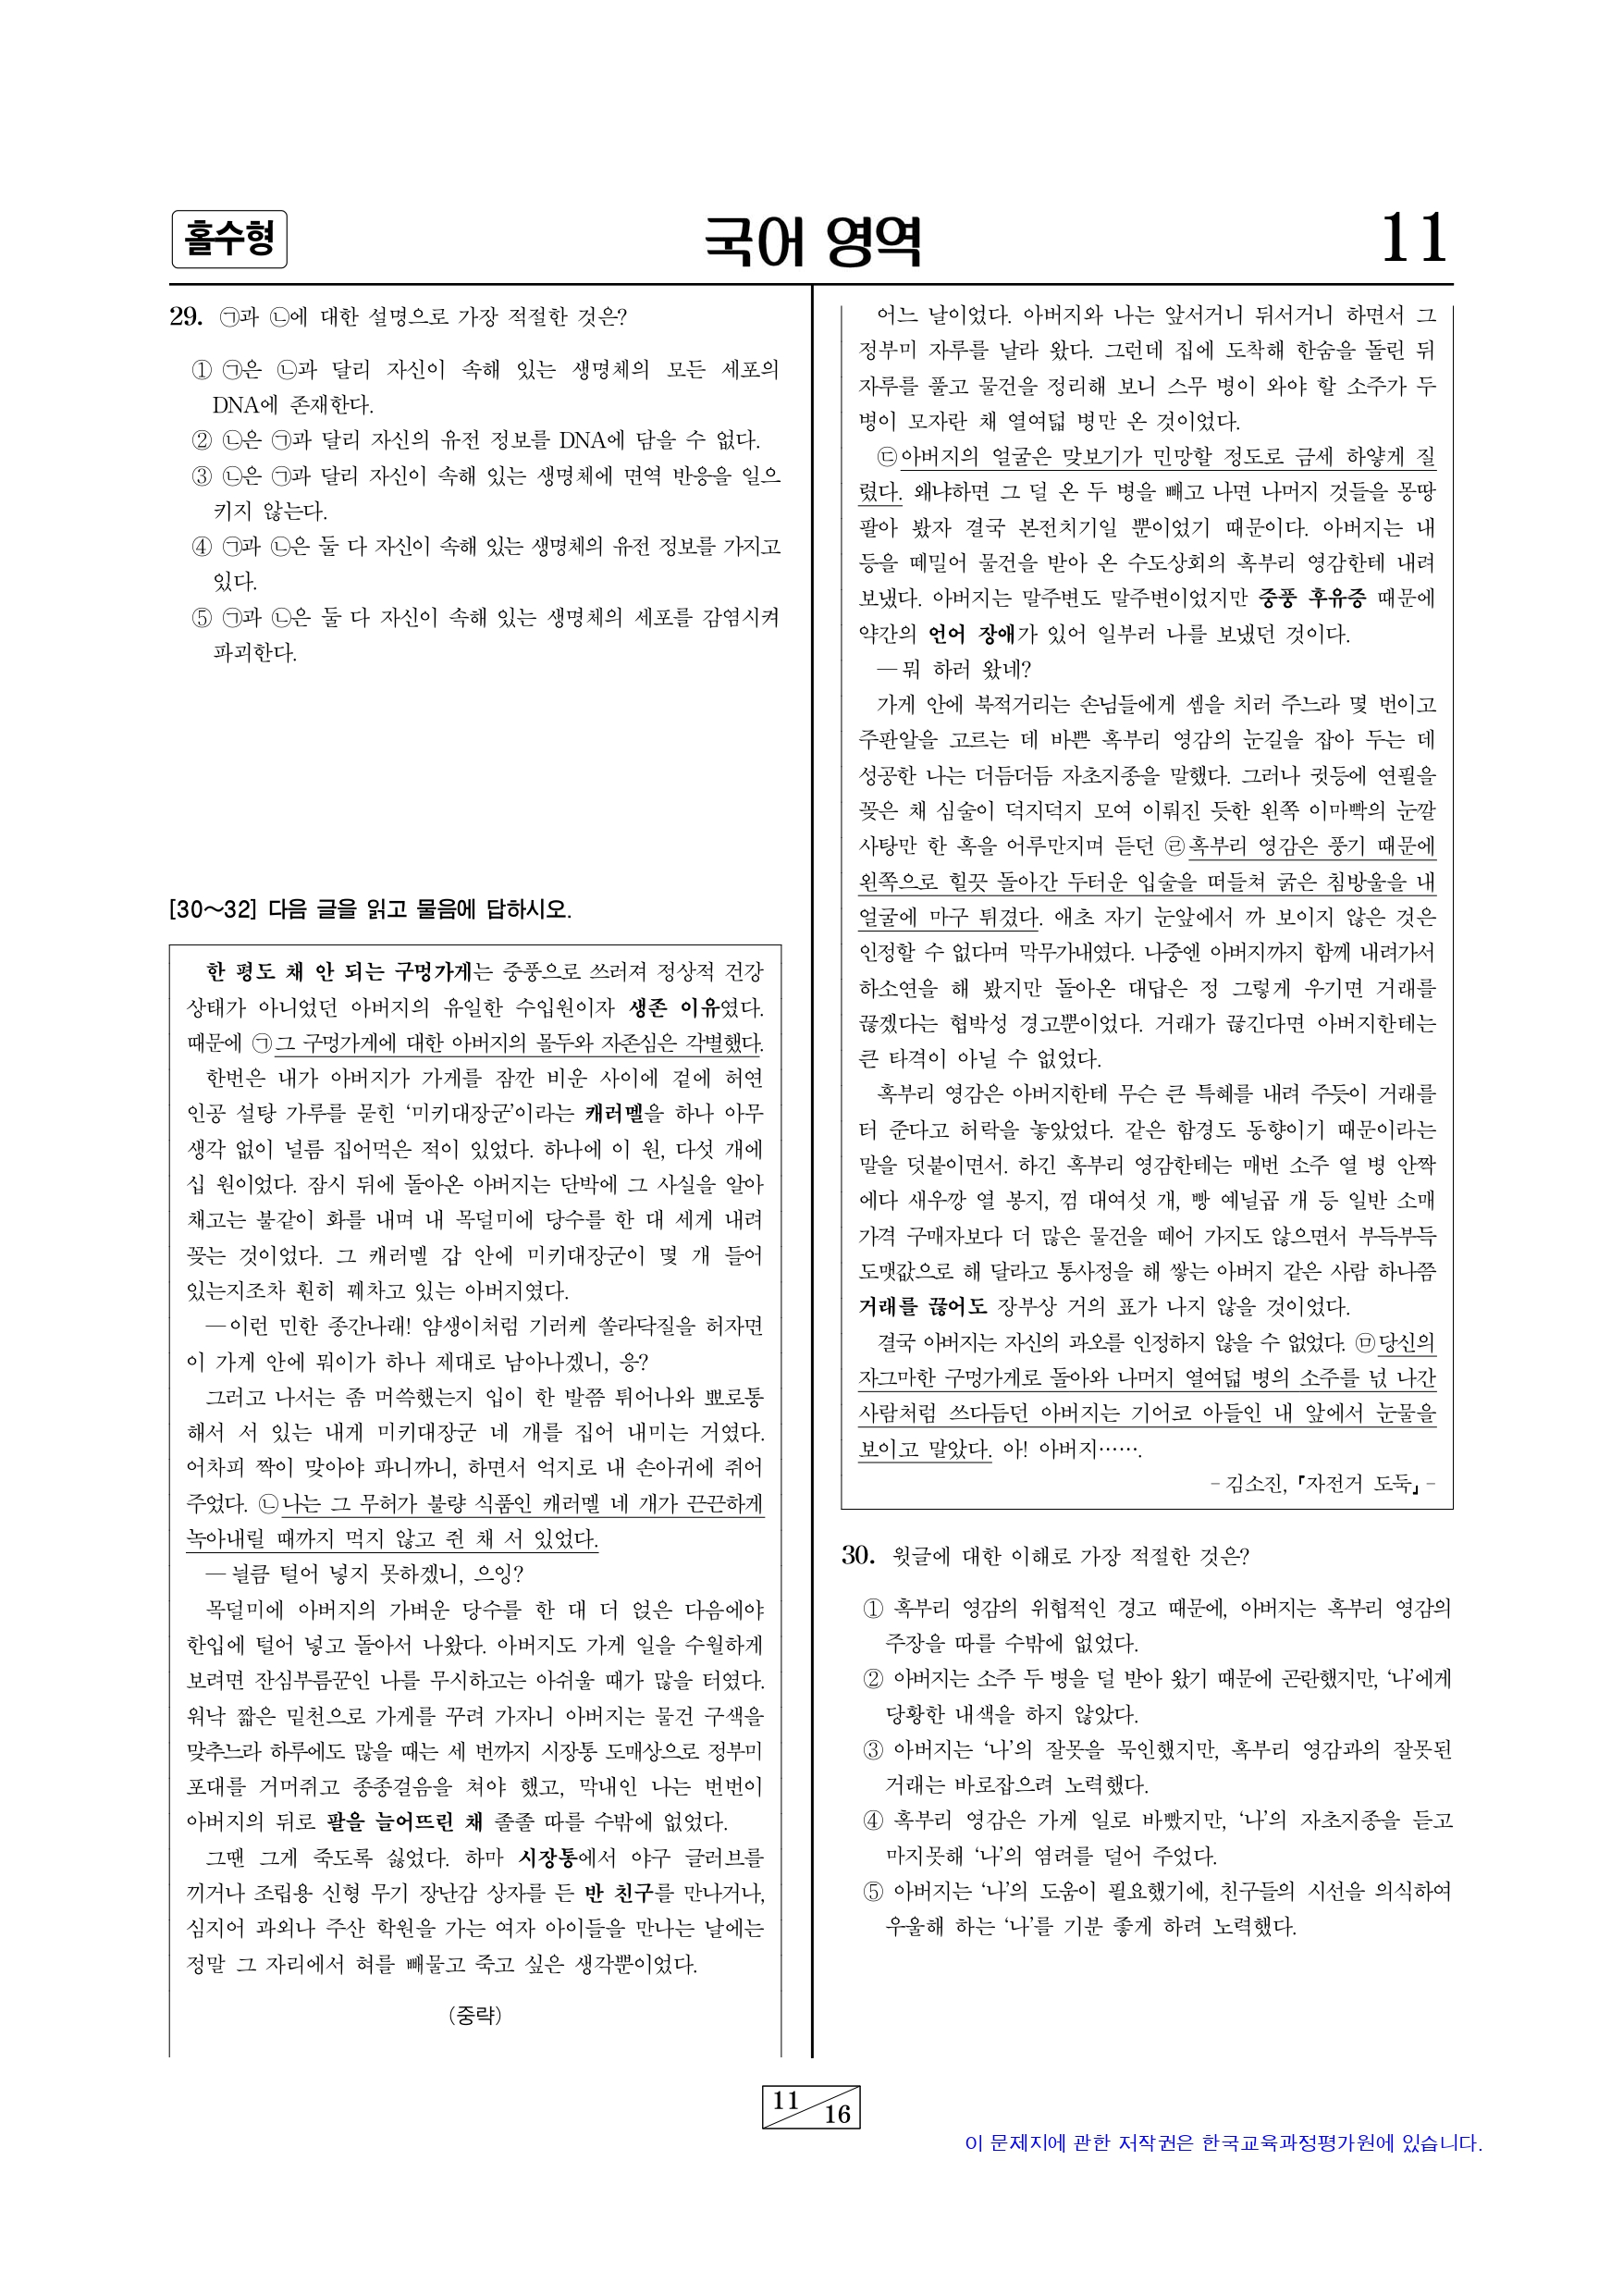 홀수형
국어 영역
11
29. ㉠과 ㉡에 대한 설명으로 가장 적절한 것은?
① ㉠은 ㉡과 달리 자신이 속해 있는 생명체의 모든 세포의
DNA에 존재한다.
② ㉡은 ㉠과 달리 자신의 유전 정보를 DNA에 담을 수 없다.
③ ㉡은 ㉠과 달리 자신이 속해 있는 생명체에 면역 반응을 일으
키지 않는다.
④ ㉠과 ㉡은 둘 다 자신이 속해 있는 생명체의 유전 정보를 가지고
있다.
⑤ ㉠과 ㉡은 둘 다 자신이 속해 있는 생명체의 세포를 감염시켜
파괴한다.
[30~32] 다음 글을 읽고 물음에 답하시오.
한 평도 채 안 되는 구멍가게는 중풍으로 쓰러져 정상적 건강
상태가 아니었던 아버지의 유일한 수입원이자 생존 이유였다.
때문에 ㉠그 구멍가게에 대한 아버지의 몰두와 자존심은 각별했다.
한번은 내가 아버지가 가게를 잠깐 비운 사이에 겉에 허연
인공 설탕 가루를 묻힌 ‘미키대장군’이라는 캐러멜을 하나 아무
생각 없이 널름 집어먹은 적이 있었다. 하나에 이 원, 다섯 개에
십 원이었다. 잠시 뒤에 돌아온 아버지는 단박에 그 사실을 알아
채고는 불같이 화를 내며 내 목덜미에 당수를 한 대 세게 내려
꽂는 것이었다. 그 캐러멜 갑 안에 미키대장군이 몇 개 들어
있는지조차 훤히 꿰차고 있는 아버지였다.
― 이런 민한 종간나래! 얌생이처럼 기러케 쏠라닥질을 허자면
이 가게 안에 뭐이가 하나 제대로 남아나겠니, 응?
그러고 나서는 좀 머쓱했는지 입이 한 발쯤 튀어나와 뾰로통
해서 서 있는 내게 미키대장군 네 개를 집어 내미는 거였다.
어차피 짝이 맞아야 파니까니, 하면서 억지로 내 손아귀에 쥐어
주었다. ㉡나는 그 무허가 불량 식품인 캐러멜 네 개가 끈끈하게
녹아내릴 때까지 먹지 않고 쥔 채 서 있었다.
― 닐큼 털어 넣지 못하겠니, 으잉?
목덜미에 아버지의 가벼운 당수를 한 대 더 얹은 다음에야
한입에 털어 넣고 돌아서 나왔다. 아버지도 가게 일을 수월하게
보려면 잔심부름꾼인 나를 무시하고는 아쉬울 때가 많을 터였다.
워낙 짧은 밑천으로 가게를 꾸려 가자니 아버지는 물건 구색을
맞추느라 하루에도 많을 때는 세 번까지 시장통 도매상으로 정부미
포대를 거머쥐고 종종걸음을 쳐야 했고, 막내인 나는 번번이
아버지의 뒤로 팔을 늘어뜨린 채 졸졸 따를 수밖에 없었다.
그땐 그게 죽도록 싫었다. 하마 시장통에서 야구 글러브를
끼거나 조립용 신형 무기 장난감 상자를 든 반 친구를 만나거나,
심지어 과외나 주산 학원을 가는 여자 아이들을 만나는 날에는
정말 그 자리에서 혀를 빼물고 죽고 싶은 생각뿐이었다.
(중략)
어느 날이었다. 아버지와 나는 앞서거니 뒤서거니 하면서 그
정부미 자루를 날라 왔다. 그런데 집에 도착해 한숨을 돌린 뒤
자루를 풀고 물건을 정리해 보니 스무 병이 와야 할 소주가 두
병이 모자란 채 열여덟 병만 온 것이었다.
㉢아버지의 얼굴은 맞보기가 민망할 정도로 금세 하얗게 질
렸다. 왜냐하면 그 덜 온 두 병을 빼고 나면 나머지 것들을 몽땅
팔아 봤자 결국 본전치기일 뿐이었기 때문이다. 아버지는 내
등을 떼밀어 물건을 받아 온 수도상회의 혹부리 영감한테 내려
보냈다. 아버지는 말주변도 말주변이었지만 중풍 후유증 때문에
약간의 언어 장애가 있어 일부러 나를 보냈던 것이다.
― 뭐 하러 왔네?
가게 안에 북적거리는 손님들에게 셈을 치러 주느라 몇 번이고
주판알을 고르는 데 바쁜 혹부리 영감의 눈길을 잡아 두는 데
성공한 나는 더듬더듬 자초지종을 말했다. 그러나 귓등에 연필을
꽂은 채 심술이 덕지덕지 모여 이뤄진 듯한 왼쪽 이마빡의 눈깔
사탕만 한 혹을 어루만지며 듣던 ㉣혹부리 영감은 풍기 때문에
왼쪽으로 힐끗 돌아간 두터운 입술을 떠들쳐 굵은 침방울을 내
얼굴에 마구 튀겼다. 애초 자기 눈앞에서 까 보이지 않은 것은
인정할 수 없다며 막무가내였다. 나중엔 아버지까지 함께 내려가서
하소연을 해 봤지만 돌아온 대답은 정 그렇게 우기면 거래를
끊겠다는 협박성 경고뿐이었다. 거래가 끊긴다면 아버지한테는
큰 타격이 아닐 수 없었다.
혹부리 영감은 아버지한테 무슨 큰 특혜를 내려 주듯이 거래를
터 준다고 허락을 놓았었다. 같은 함경도 동향이기 때문이라는
말을 덧붙이면서. 하긴 혹부리 영감한테는 매번 소주 열 병 안짝
에다 새우깡 열 봉지, 껌 대여섯 개, 빵 예닐곱 개 등 일반 소매
가격 구매자보다 더 많은 물건을 떼어 가지도 않으면서 부득부득
도맷값으로 해 달라고 통사정을 해 쌓는 아버지 같은 사람 하나쯤
거래를 끊어도 장부상 거의 표가 나지 않을 것이었다.
결국 아버지는 자신의 과오를 인정하지 않을 수 없었다. ㉤당신의
자그마한 구멍가게로 돌아와 나머지 열여덟 병의 소주를 넋 나간
사람처럼 쓰다듬던 아버지는 기어코 아들인 내 앞에서 눈물을
보이고 말았다. 아! 아버지…….
- 김소진, 「자전거 도둑」 -
30. 윗글에 대한 이해로 가장 적절한 것은?
① 혹부리 영감의 위협적인 경고 때문에, 아버지는 혹부리 영감의
주장을 따를 수밖에 없었다.
② 아버지는 소주 두 병을 덜 받아 왔기 때문에 곤란했지만, ‘나’에게
당황한 내색을 하지 않았다.
③ 아버지는 ‘나’의 잘못을 묵인했지만, 혹부리 영감과의 잘못된
거래는 바로잡으려 노력했다.
④ 혹부리 영감은 가게 일로 바빴지만, ‘나’의 자초지종을 듣고
마지못해 ‘나’의 염려를 덜어 주었다.
⑤ 아버지는 ‘나’의 도움이 필요했기에, 친구들의 시선을 의식하여
우울해 하는 ‘나’를 기분 좋게 하려 노력했다.
11
16
이 문제지에 관한 저작권은 한국교육과정평가원에 있습니다.